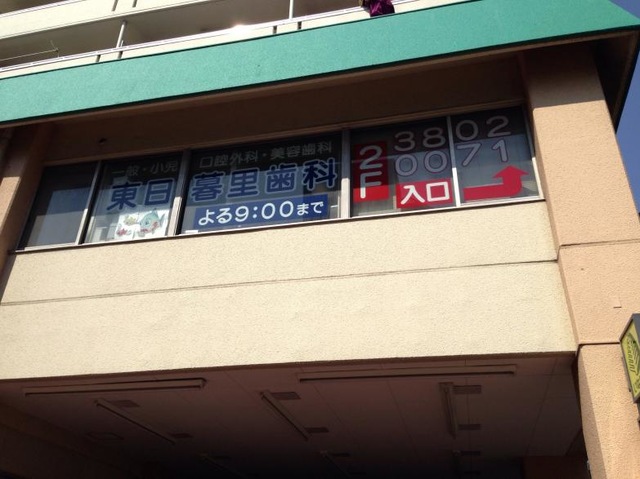 一般・小児 口腔外科・美容歯科
東日暮里歯科
よる9:00まで
2F
3802
0071
入口